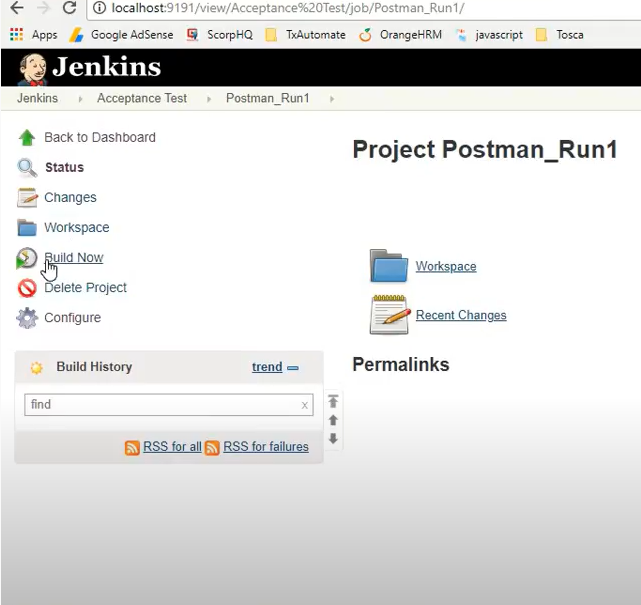 localhost:9191/view/Acceptance%20Test/job/Postman_Run1/
Apps Google AdSense ScorpHQ TxAutomate OrangeHRM javascript Tosca
Jenkins
Jenkins Acceptance Test Postman_Run1
Back to Dashboard
Status
Changes
Workspace
Build Now
Delete Project
Configure
Build History trend
find x
RSS for all RSS for failures
Project Postman_Run1
Workspace
Recent Changes
Permalinks